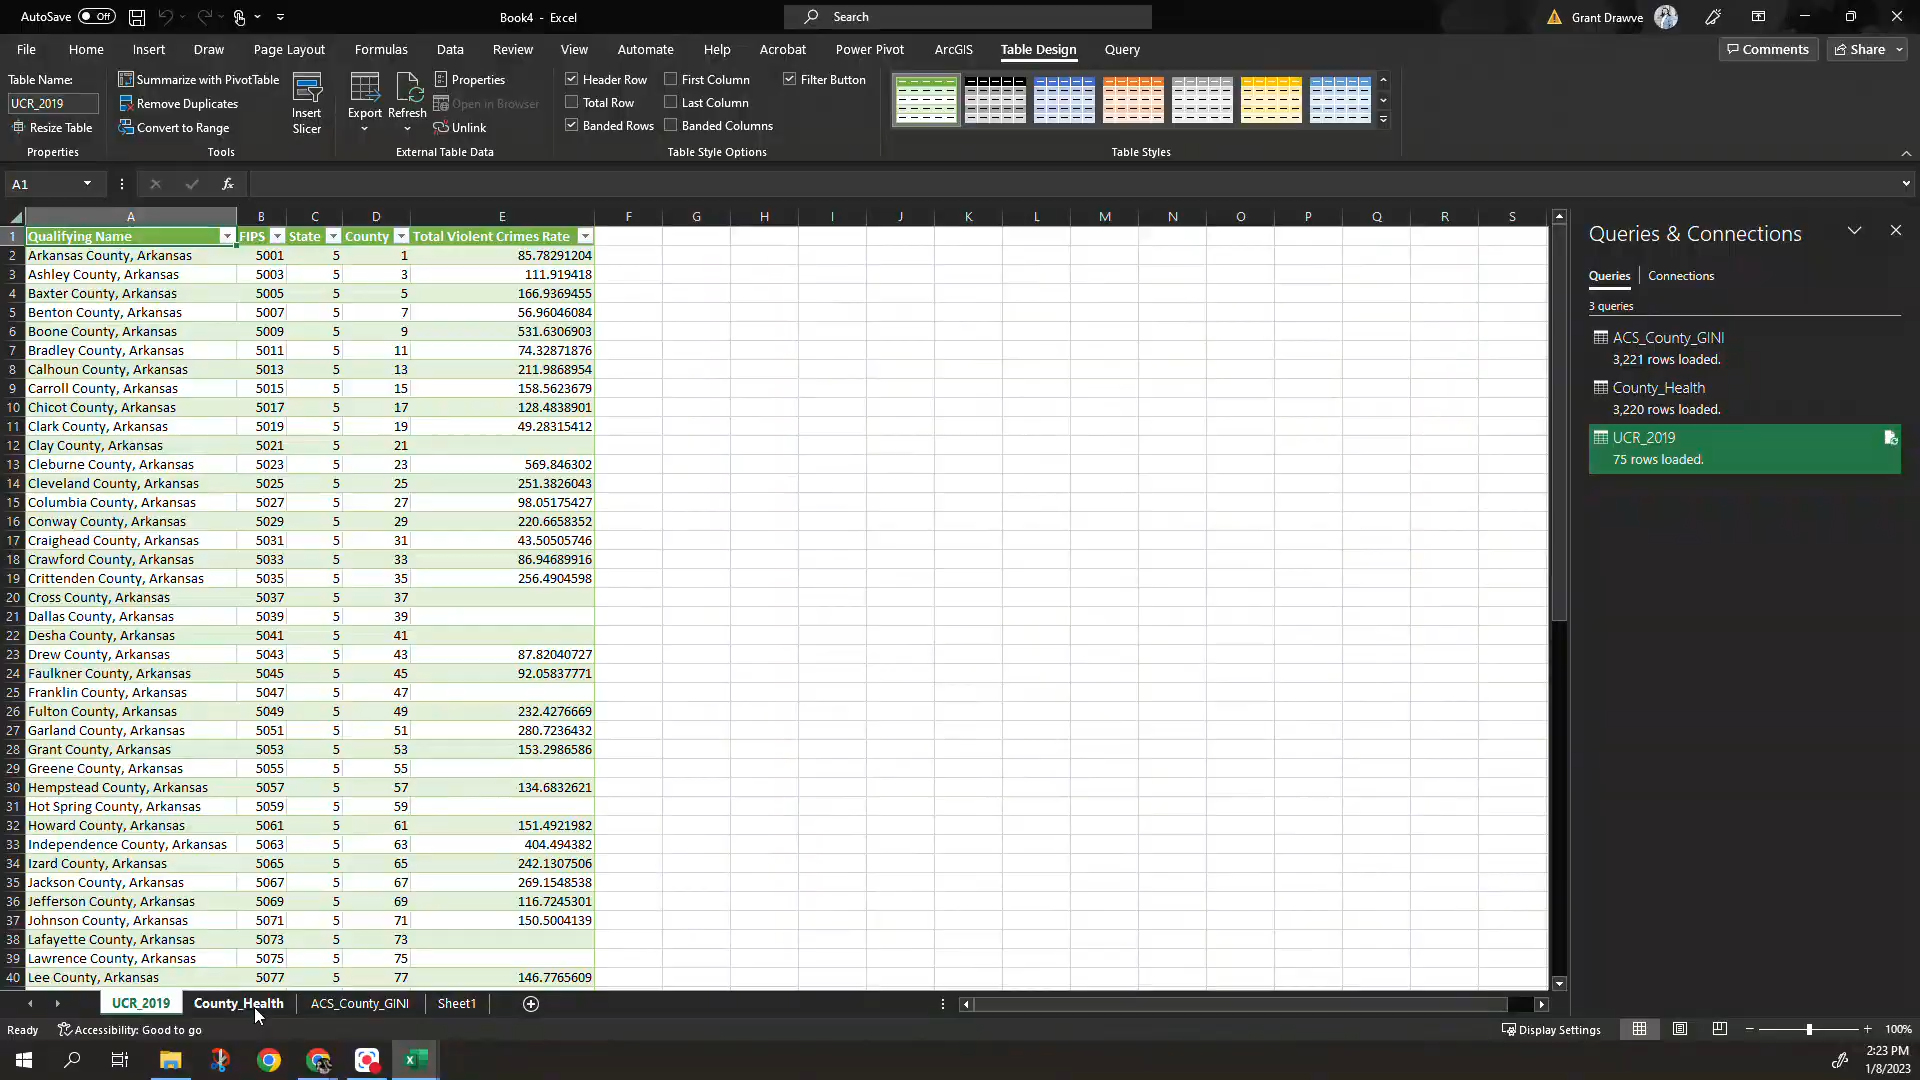 AutoSave Off Book4 - Excel Search Grant Drawve
File Home Insert Draw Page Layout Formulas Data Review View Automate Help Acrobat Power Pivot ArcGIS Table Design Query Comments Share
Table Name: Summarize with PivotTable Properties Header Row First Column Filter Button
UCR_2019 Remove Duplicates Insert Slicer Export Refresh Open in Browser Total Row Last Column
Resize Table Convert to Range Unlink Banded Rows Banded Columns
Properties Tools External Table Data Table Style Options Table Styles
A1 fx
A B C D E F G H I J K L M N O P Q R S
1 Qualifying Name FIPS State County Total Violent Crimes Rate
2 Arkansas County, Arkansas 5001 5 1 85.78291204
3 Ashley County, Arkansas 5003 5 3 111.919418
4 Baxter County, Arkansas 5005 5 5 166.9369455
5 Benton County, Arkansas 5007 5 7 56.96046084
6 Boone County, Arkansas 5009 5 9 531.6306903
7 Bradley County, Arkansas 5011 5 11 74.32871876
8 Calhoun County, Arkansas 5013 5 13 211.9868954
9 Carroll County, Arkansas 5015 5 15 158.5623679
10 Chicot County, Arkansas 5017 5 17 128.4838901
11 Clark County, Arkansas 5019 5 19 49.28315412
12 Clay County, Arkansas 5021 5 21
13 Cleburne County, Arkansas 5023 5 23 569.846302
14 Cleveland County, Arkansas 5025 5 25 251.3826043
15 Columbia County, Arkansas 5027 5 27 98.05175427
16 Conway County, Arkansas 5029 5 29 220.6658352
17 Craighead County, Arkansas 5031 5 31 43.50505746
18 Crawford County, Arkansas 5033 5 33 86.94689916
19 Crittenden County, Arkansas 5035 5 35 256.4904598
20 Cross County, Arkansas 5037 5 37
21 Dallas County, Arkansas 5039 5 39
22 Desha County, Arkansas 5041 5 41
23 Drew County, Arkansas 5043 5 43 87.82040727
24 Faulkner County, Arkansas 5045 5 45 92.05837771
25 Franklin County, Arkansas 5047 5 47
26 Fulton County, Arkansas 5049 5 49 232.4276669
27 Garland County, Arkansas 5051 5 51 280.7236432
28 Grant County, Arkansas 5053 5 53 153.2986586
29 Greene County, Arkansas 5055 5 55
30 Hempstead County, Arkansas 5057 5 57 134.6832621
31 Hot Spring County, Arkansas 5059 5 59
32 Howard County, Arkansas 5061 5 61 151.4921982
33 Independence County, Arkansas 5063 5 63 404.494382
34 Izard County, Arkansas 5065 5 65 242.1307506
35 Jackson County, Arkansas 5067 5 67 269.1548538
36 Jefferson County, Arkansas 5069 5 69 116.7245301
37 Johnson County, Arkansas 5071 5 71 150.5004139
38 Lafayette County, Arkansas 5073 5 73
39 Lawrence County, Arkansas 5075 5 75
40 Lee County, Arkansas 5077 5 77 146.7765609
Queries & Connections
Queries Connections
3 queries
ACS_County_GINI
3,221 rows loaded.
County_Health
3,220 rows loaded.
UCR_2019
75 rows loaded.
UCR_2019 County_Health ACS_County_GINI Sheet1
Ready Accessibility: Good to go Display Settings 100%
2:23 PM
1/8/2023